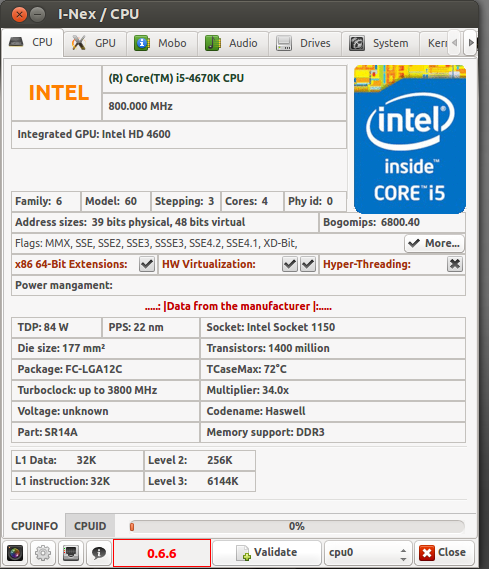 I-Nex / CPU
CPU GPU Mobo Audio Drives System Kern
INTEL
(R) Core(TM) i5-4670K CPU
800.000 MHz
Integrated GPU: Intel HD 4600
intel
inside™
CORE™ i5
Family: 6 Model: 60 Stepping: 3 Cores: 4 Phy id: 0
Address sizes: 39 bits physical, 48 bits virtual Bogomips: 6800.40
Flags: MMX, SSE, SSE2, SSE3, SSSE3, SSE4.2, SSE4.1, XD-Bit, More...
x86 64-Bit Extensions: HW Virtualization: Hyper-Threading:
Power mangament:
.....: |Data from the manufacturer |:.....
TDP: 84 W PPS: 22 nm Socket: Intel Socket 1150
Die size: 177 mm² Transistors: 1400 million
Package: FC-LGA12C TCaseMax: 72°C
Turboclock: up to 3800 MHz Multiplier: 34.0x
Voltage: unknown Codename: Haswell
Part: SR14A Memory support: DDR3
L1 Data: 32K Level 2: 256K
L1 instruction: 32K Level 3: 6144K
CPUINFO CPUID 0%
0.6.6 Validate cpu0 Close